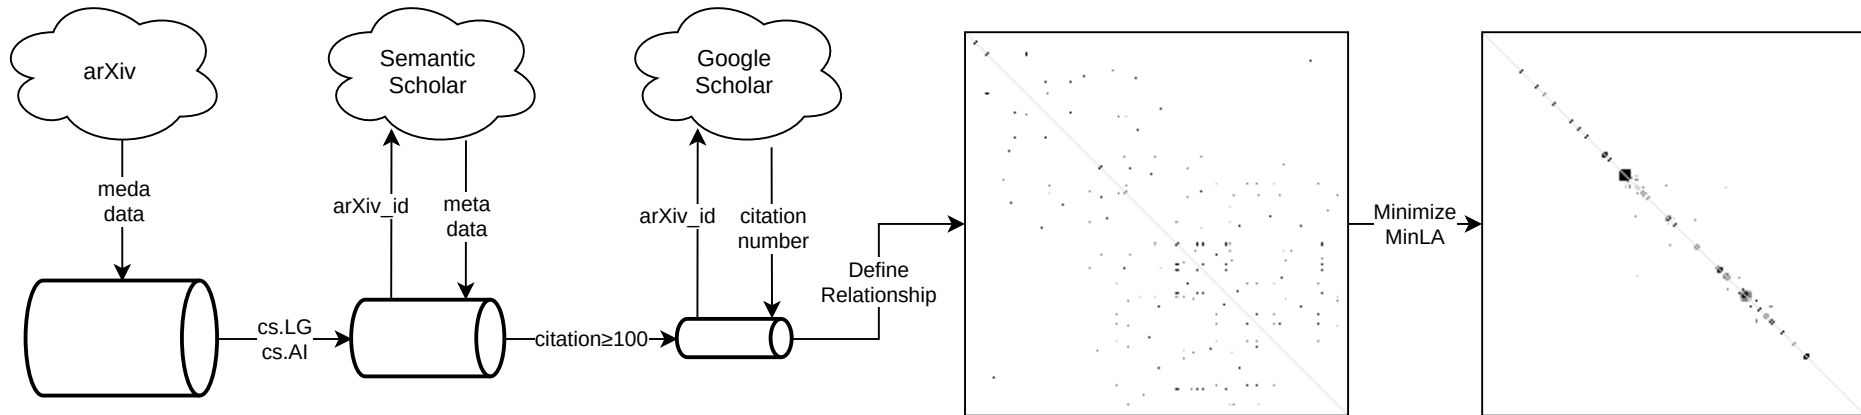 arXiv
Semantic
Scholar
Google
Scholar
meda
data
arXiv_id
meta
data
arXiv_id
citation
number
cs.LG
cs.AI
citation≥100
Define
Relationship
Minimize
MinLA